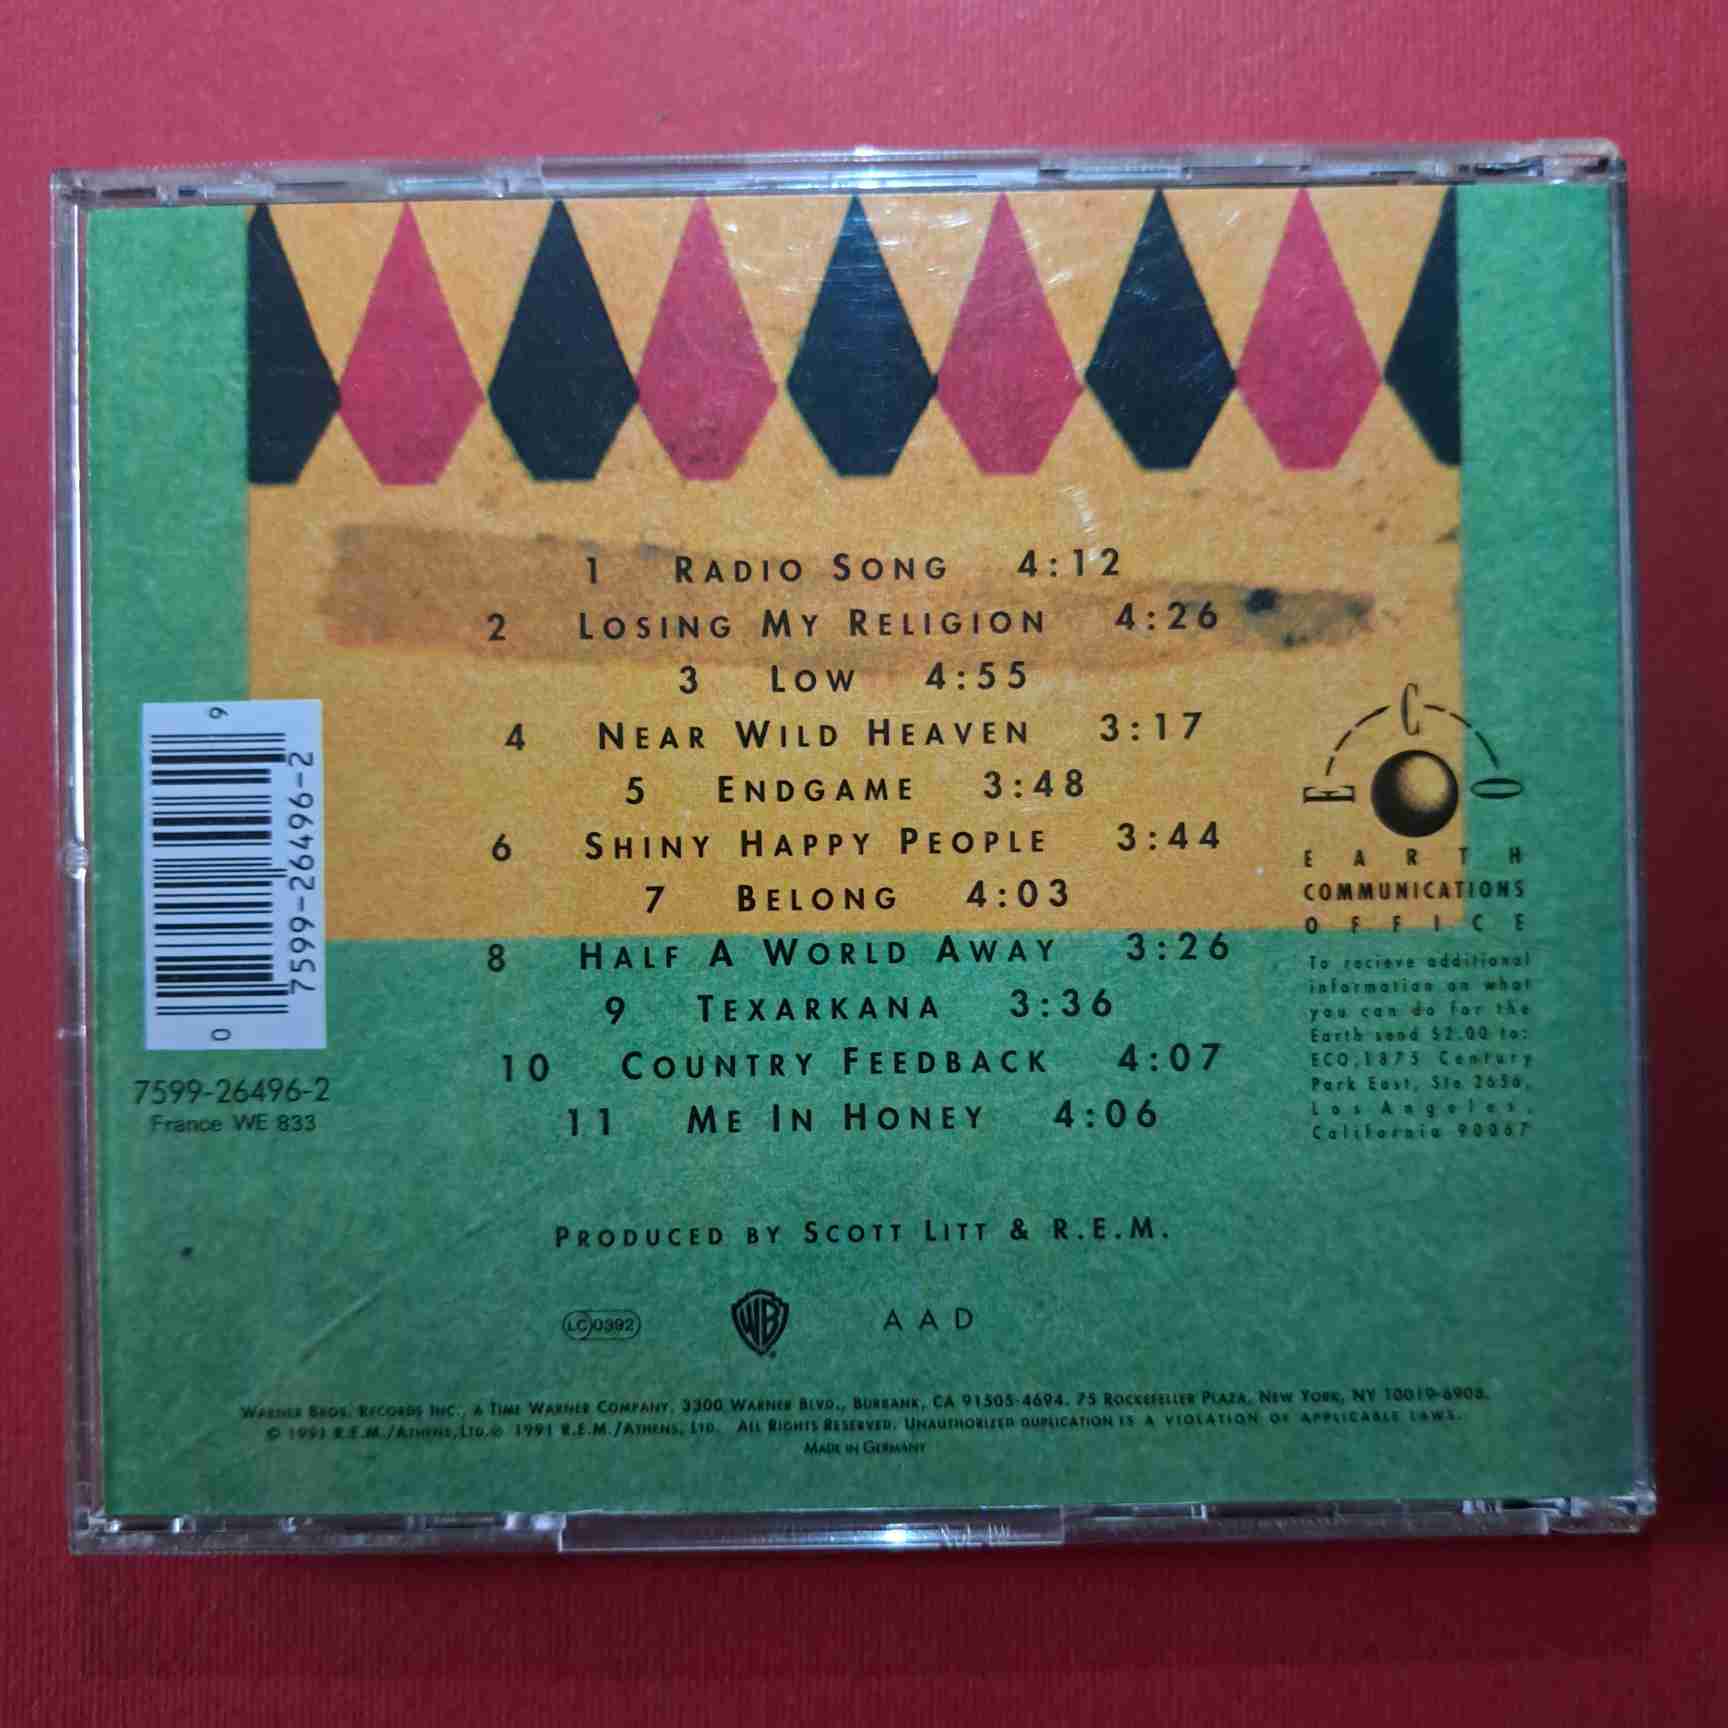 1 RADIO SONG 4:12
2 LOSING MY RELIGION 4:26
3 LOW 4:55
4 NEAR WILD HEAVEN 3:17
5 ENDGAME 3:48
6 SHINY HAPPY PEOPLE 3:44
7 BELONG 4:03
8 HALF A WORLD AWAY 3:26
9 TEXARKANA 3:36
10 COUNTRY FEEDBACK 4:07
11 ME IN HONEY 4:06
PRODUCED BY SCOTT LITT & R.E.M.
9
7599-26496-2
0
7599-26496-2
France WE 833
E C O
EARTH
COMMUNICATIONS
OFFICE
To recieve additional
information on what
you can do for the
Earth send $2.00 to:
ECO, 1875 Century
Park East, Ste 2656,
Los Angeles,
California 90067
LC 0392
WB
AAD
WARNER BROS. RECORDS INC., A TIME WARNER COMPANY, 3300 WARNER BLVD., BURBANK, CA 91505-4694. 75 ROCKEFELLER PLAZA, NEW YORK, NY 10019-6908.
© 1991 R.E.M./ATHENS, LTD. ℗ 1991 R.E.M./ATHENS, LTD. ALL RIGHTS RESERVED. UNAUTHORIZED DUPLICATION IS A VIOLATION OF APPLICABLE LAWS.
MADE IN GERMANY